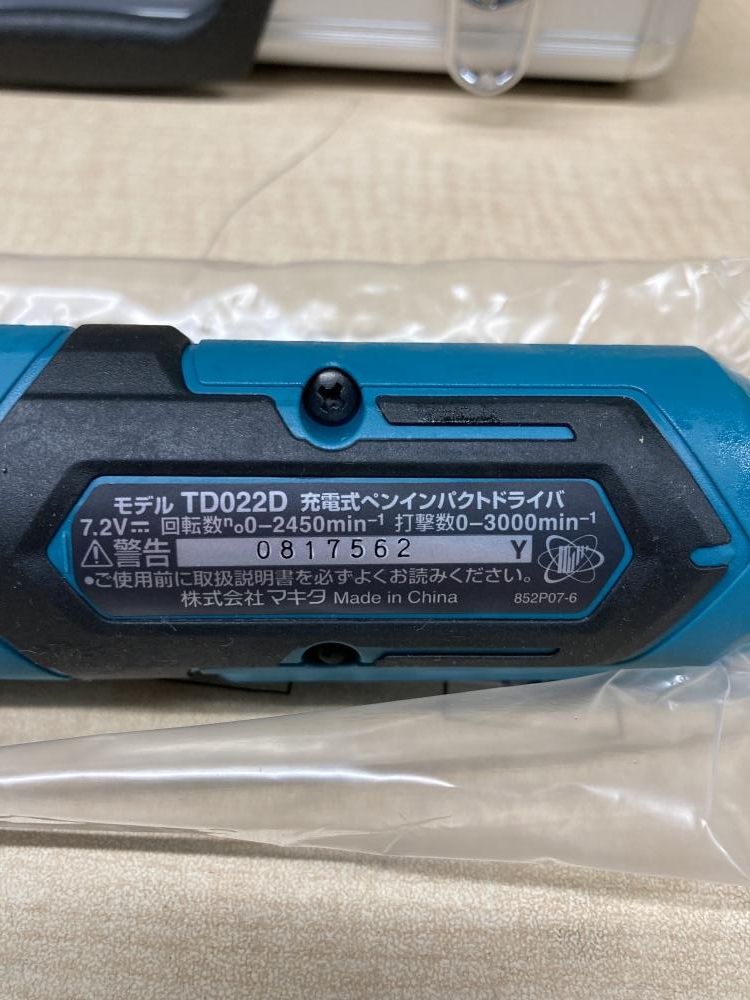 モデル TD022D 充電式ペンインパクトドライバ
7.2V⎓ 回転数n₀0−2450min⁻¹ 打撃数0−3000min⁻¹
⚠警告 0817562 Y
•ご使用前に取扱説明書を必ずよくお読みください。
株式会社マキタ Made in China 852P07-6